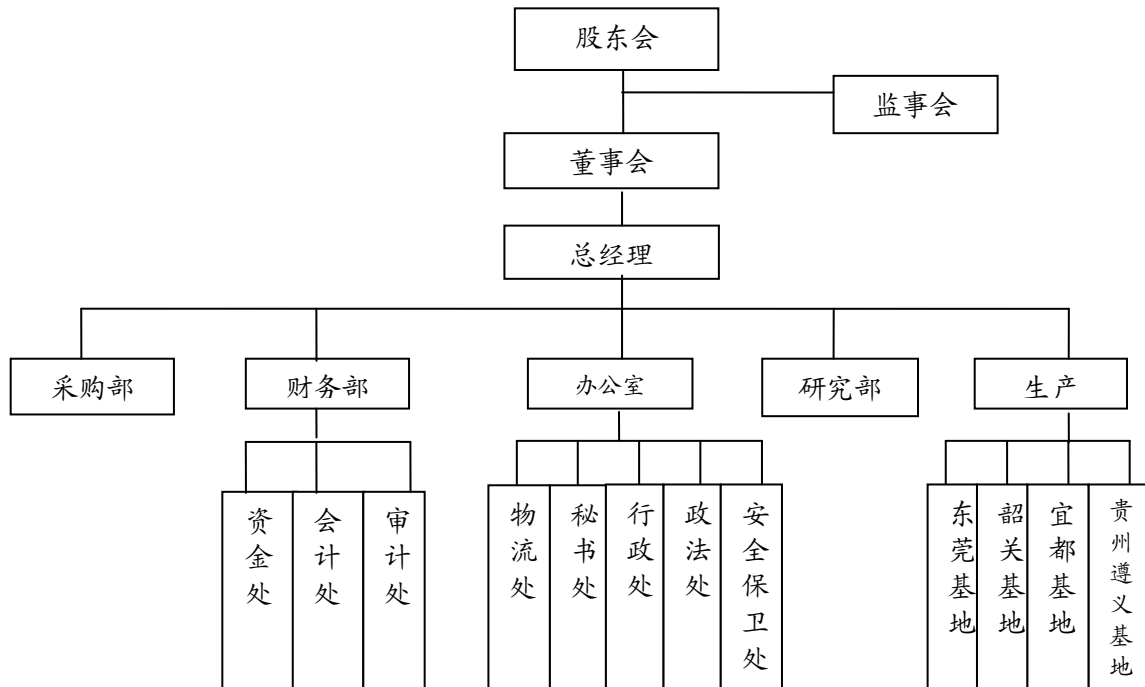 股东会
监事会
董事会
总经理
采购部
财务部
办公室
研究部
生产
资金处
会计处
审计处
物流处
秘书处
行政处
政法处
安全保卫处
东莞基地
韶关基地
宜都基地
贵州遵义基地